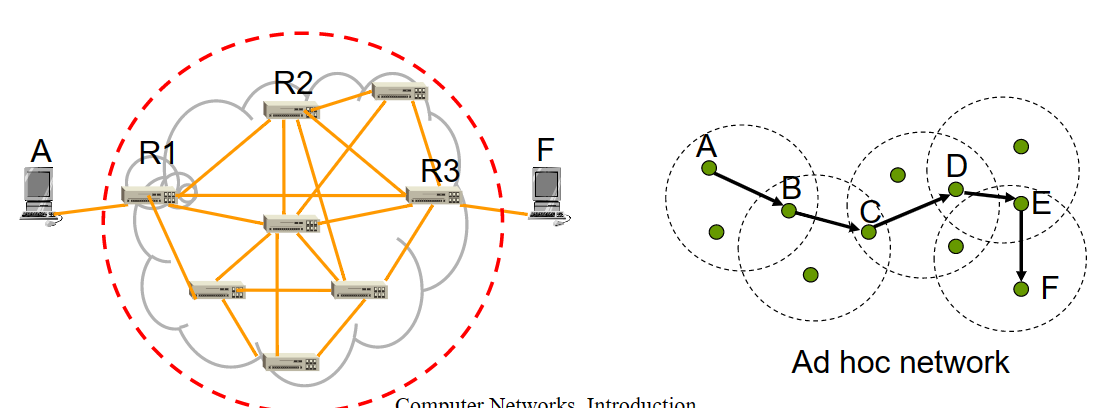 A
R1
R2
R3
F
A
B
C
D
E
F
Ad hoc network
Computer Networks, Introduction